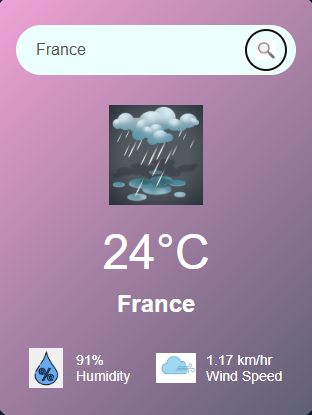 France
24°C
France
%
91%
Humidity
1.17 km/hr
Wind Speed